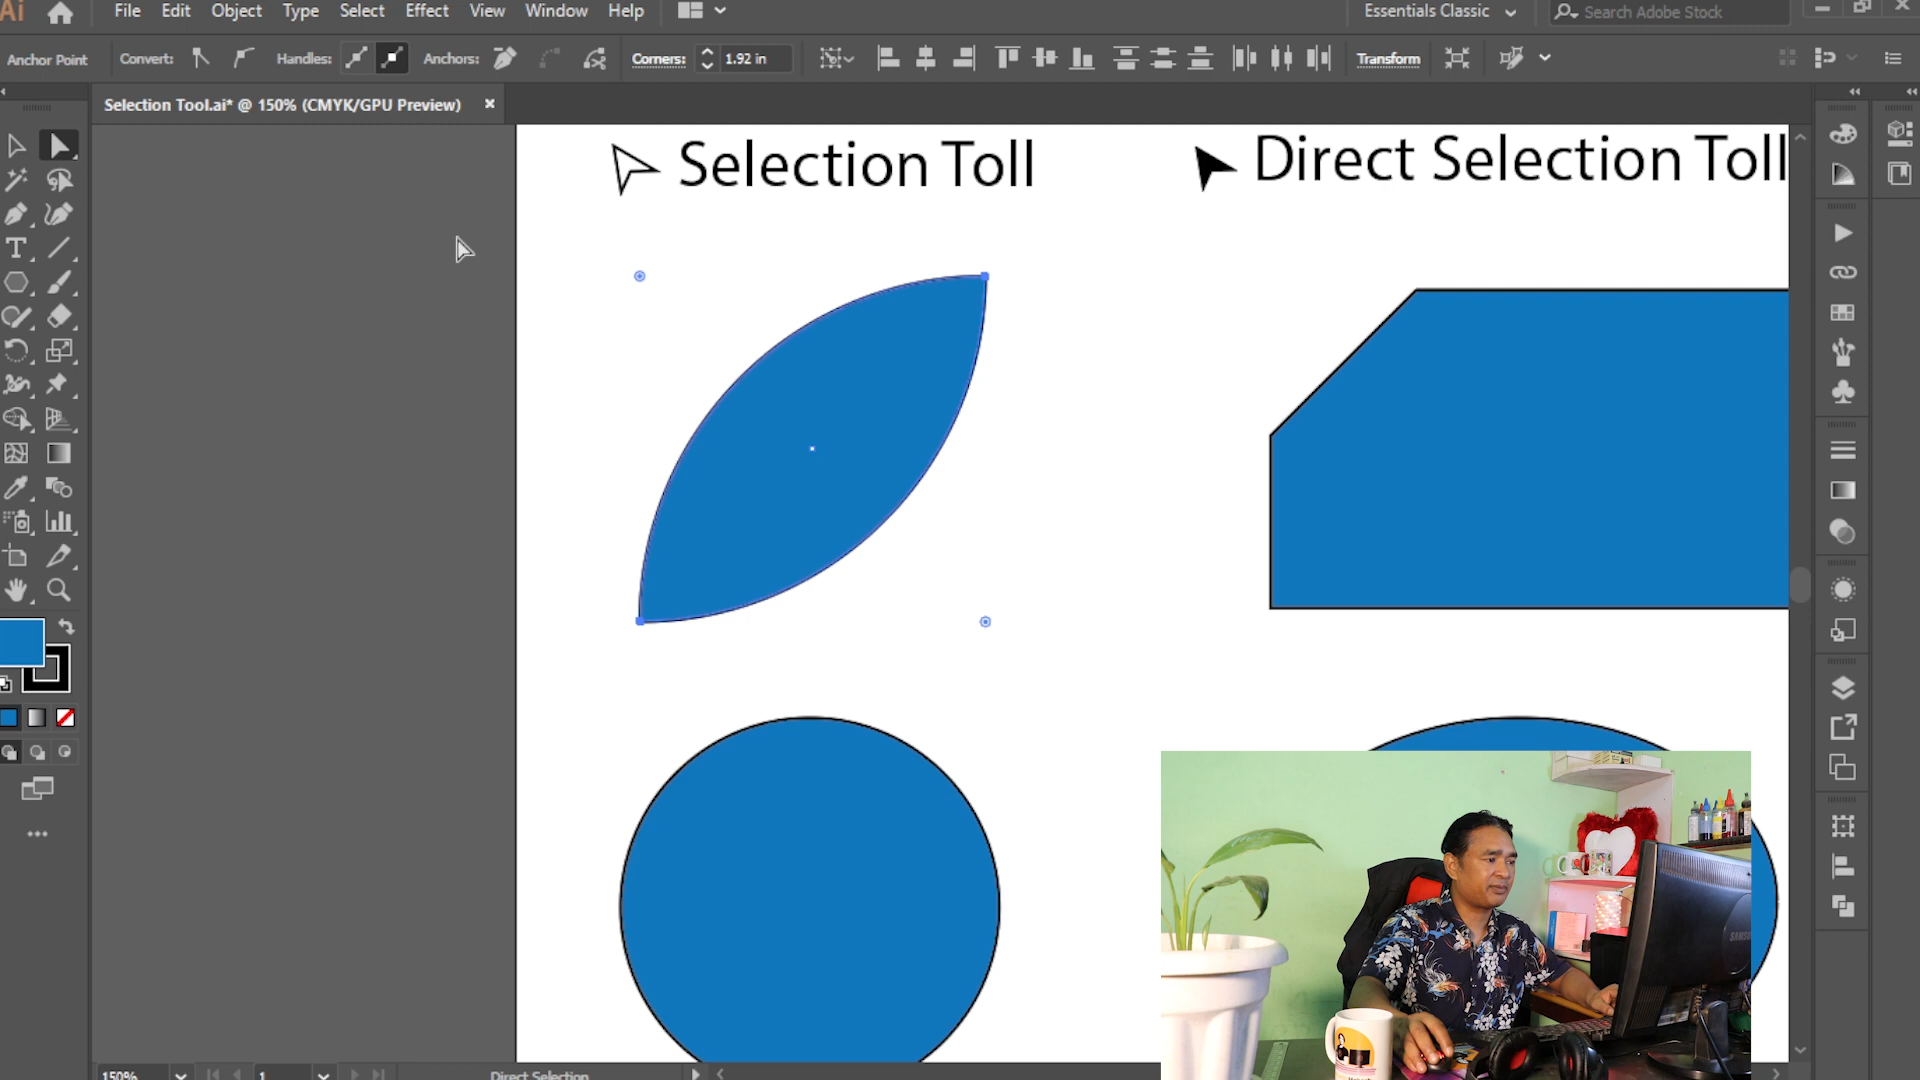 Ai File Edit Object Type Select Effect View Window Help Essentials Classic Search Adobe Stock
Anchor Point Convert: Handles: Anchors: Corners: 1.92 in Transform
Selection Tool.ai* @ 150% (CMYK/GPU Preview)
Selection Toll
Direct Selection Toll
SAMSU
150% 1 Direct Selection